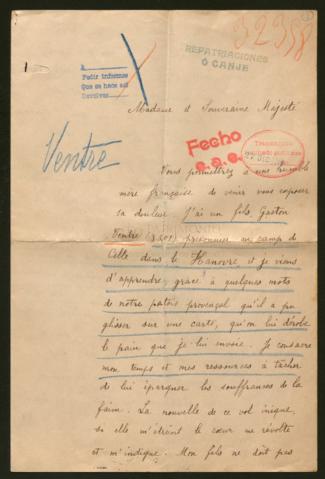 32398
REPATRIACIONES
Ó CANJE
A
Pedir informes
Que se hace así
Ventre
Madame et Souveraine Majesté
Fecho
Vous permettrez à une humble
mère française de venir vous exposer
sa douleur. J'ai un fils, Gaston
Ventre (3201) prisonnier au camp de
Celle dans le Hanovre et je viens
d'apprendre, grâce à quelques mots
de notre patois provençal qu'il a pu
glisser sur une carte, qu'on lui dérobe
le pain que je lui envoie. Je consacre
mon temps et mes ressources à tâcher
de lui épargner les souffrances de la
faim. La nouvelle de ce vol inique,
si elle m'étreint le cœur me révolte
et m'indigne. Mon fils ne doit pas